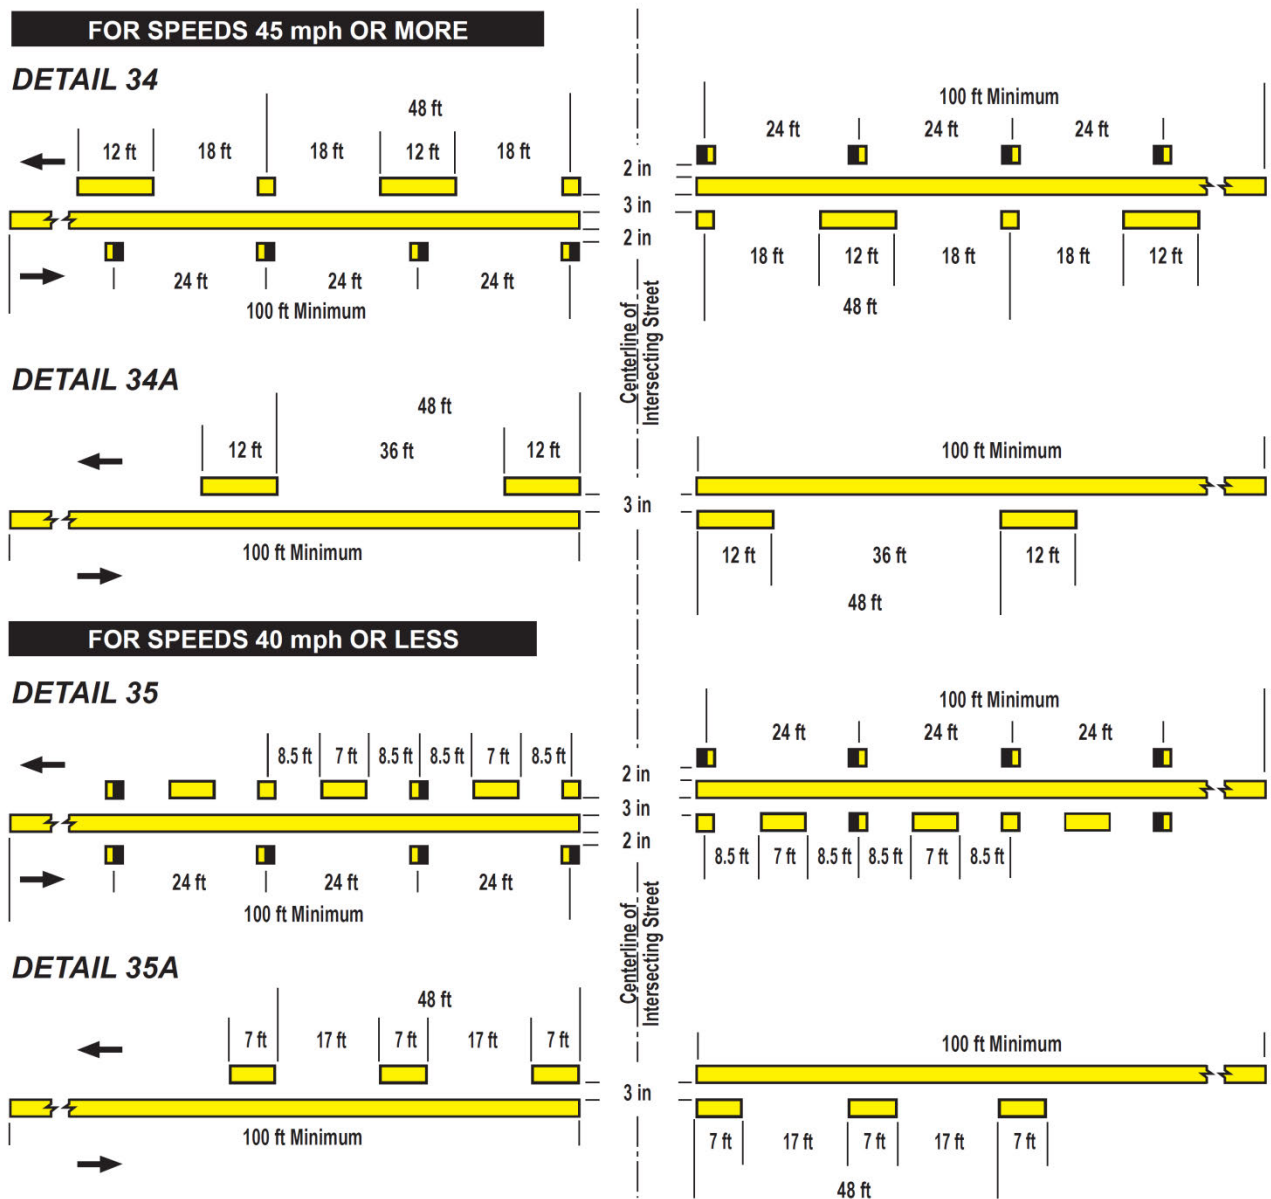 FOR SPEEDS 45 mph OR MORE
DETAIL 34
48 ft
12 ft 18 ft 18 ft 12 ft 18 ft
24 ft 24 ft 24 ft
100 ft Minimum
2 in
3 in
2 in
100 ft Minimum
24 ft 24 ft 24 ft
18 ft 12 ft 18 ft 18 ft 12 ft
48 ft
Centerline of
Intersecting Street
DETAIL 34A
48 ft
12 ft 36 ft 12 ft
100 ft Minimum
3 in
100 ft Minimum
12 ft 36 ft 12 ft
48 ft
FOR SPEEDS 40 mph OR LESS
DETAIL 35
8.5 ft 7 ft 8.5 ft 8.5 ft 7 ft 8.5 ft
24 ft 24 ft 24 ft
100 ft Minimum
2 in
3 in
2 in
100 ft Minimum
24 ft 24 ft 24 ft
8.5 ft 7 ft 8.5 ft 8.5 ft 7 ft 8.5 ft
Centerline of
Intersecting Street
DETAIL 35A
48 ft
7 ft 17 ft 7 ft 17 ft 7 ft
100 ft Minimum
3 in
100 ft Minimum
7 ft 17 ft 7 ft 17 ft 7 ft
48 ft